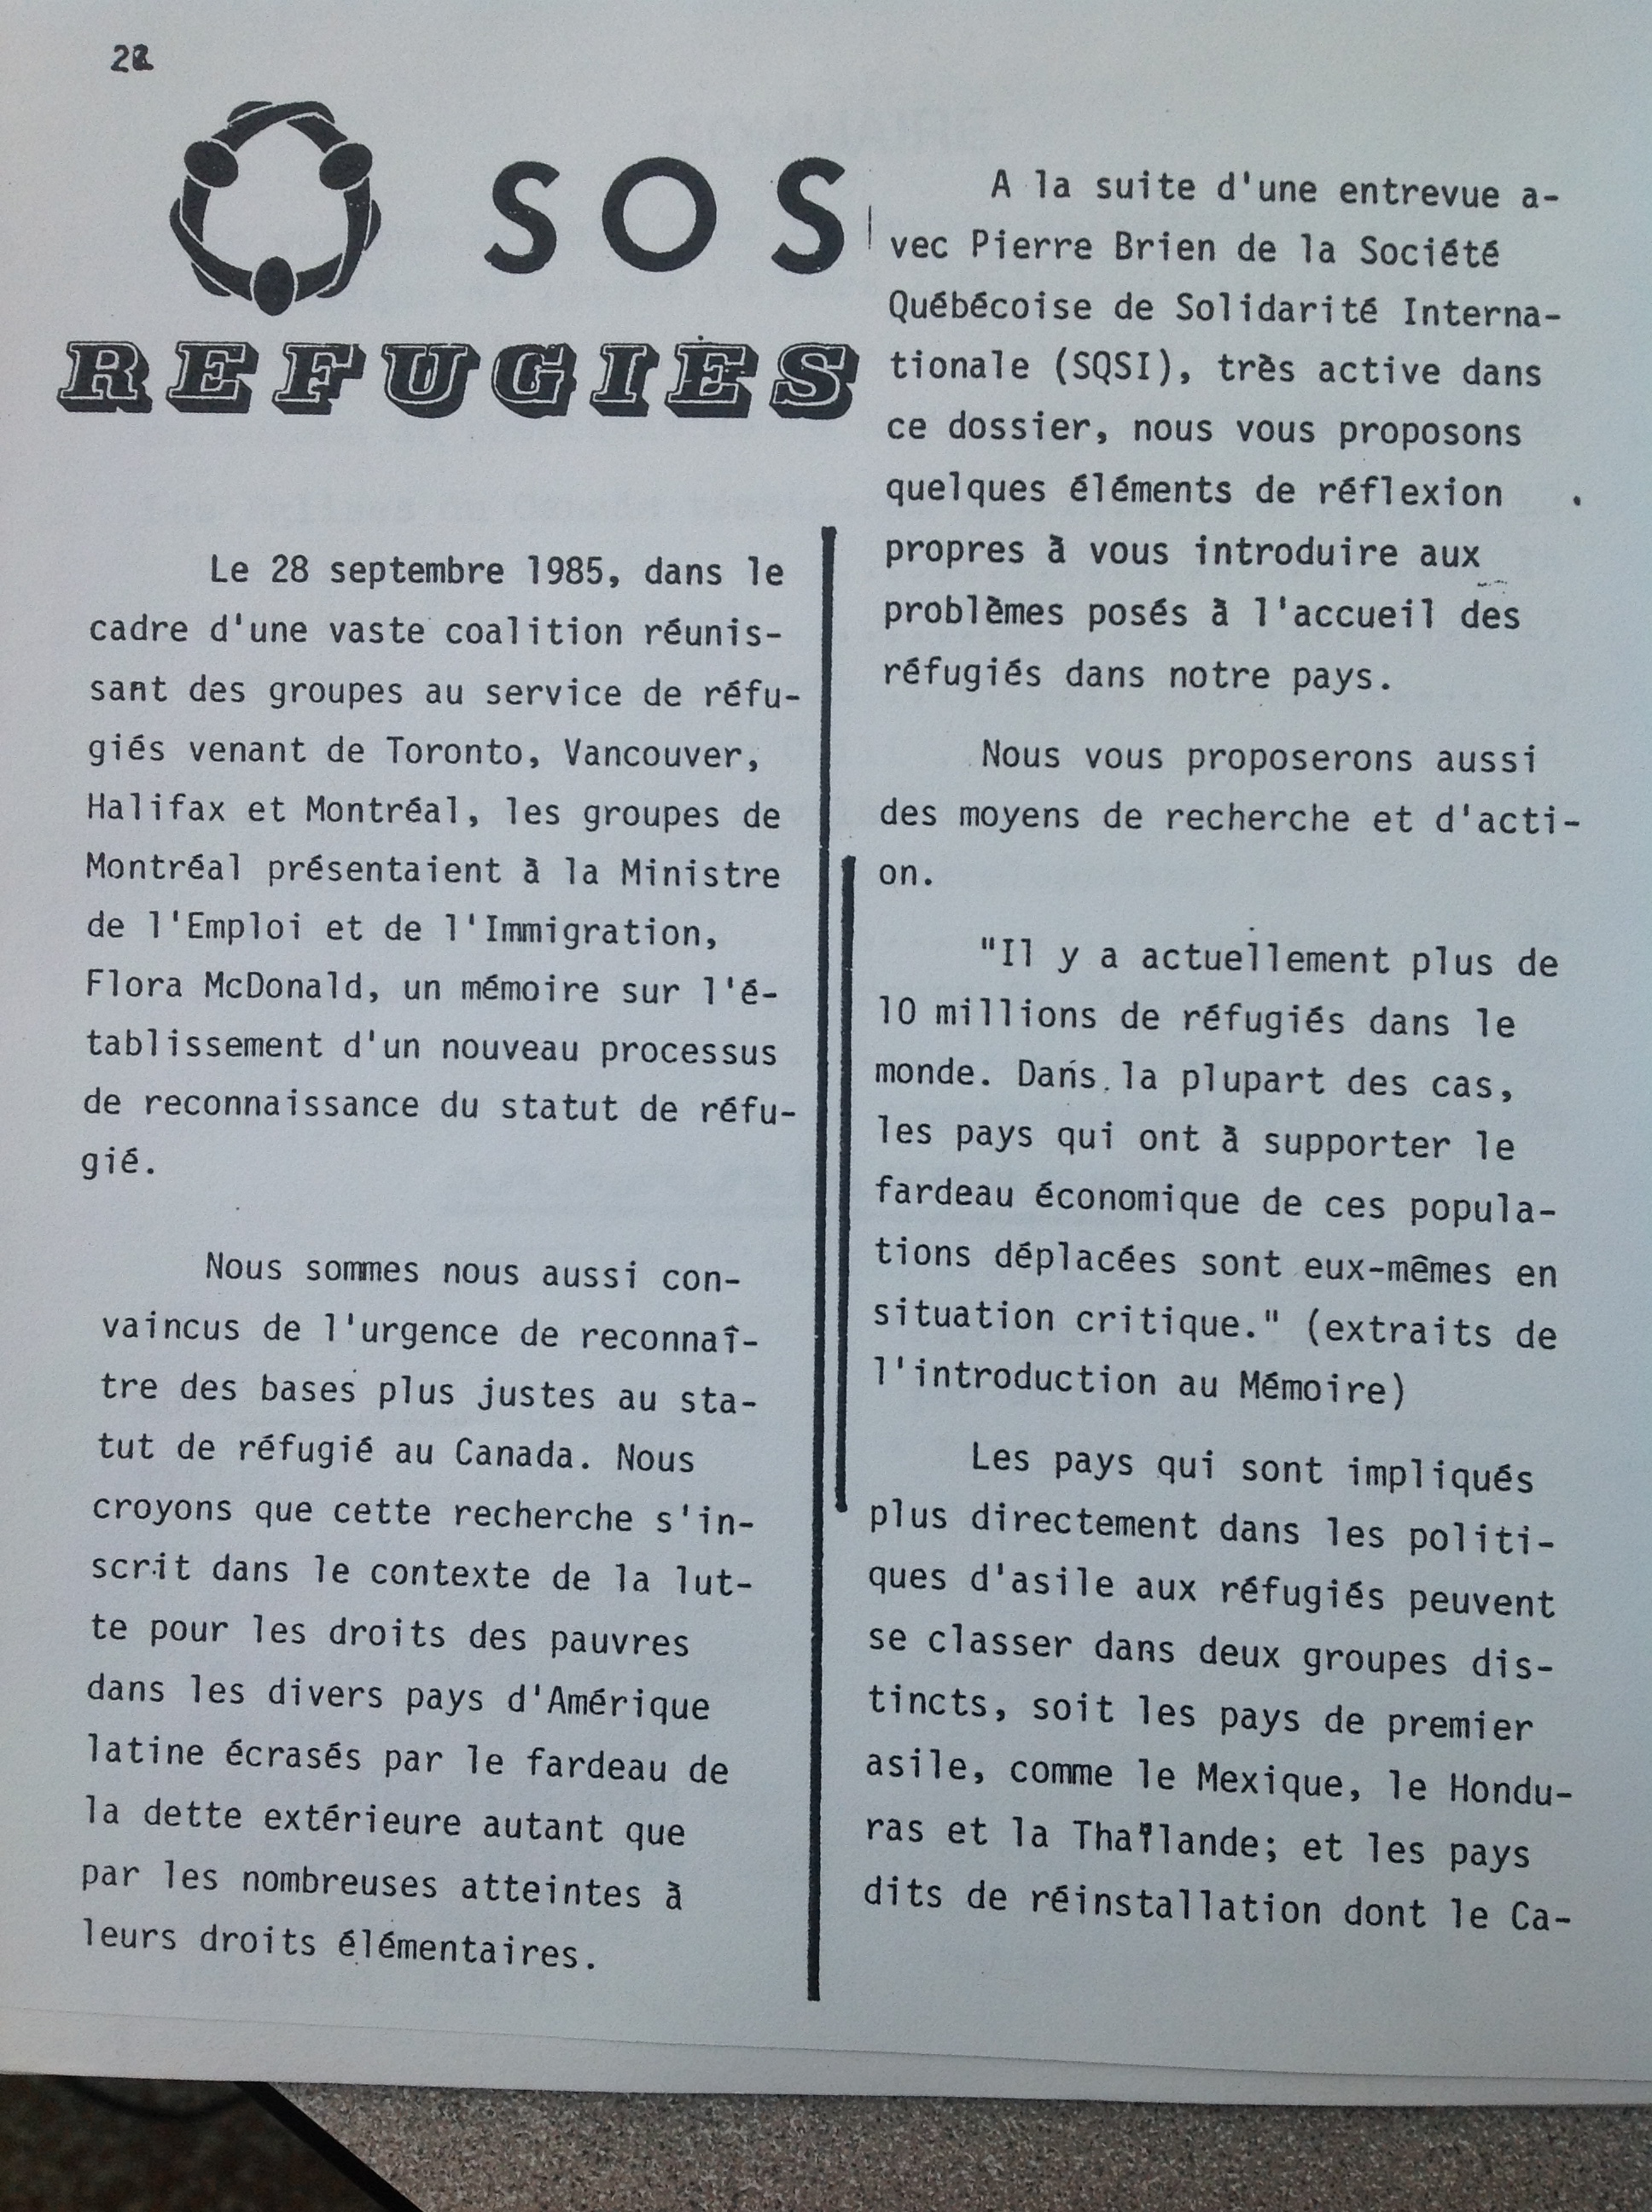 22
SOS
REFUGIES
Le 28 septembre 1985, dans le
cadre d'une vaste coalition réunis-
sant des groupes au service de réfu-
giés venant de Toronto, Vancouver,
Halifax et Montréal, les groupes de
Montréal présentaient à la Ministre
de l'Emploi et de l'Immigration,
Flora McDonald, un mémoire sur l'é-
tablissement d'un nouveau processus
de reconnaissance du statut de réfu-
gié.
Nous sommes nous aussi con-
vaincus de l'urgence de reconnaî-
tre des bases plus justes au sta-
tut de réfugié au Canada. Nous
croyons que cette recherche s'in-
scrit dans le contexte de la lut-
te pour les droits des pauvres
dans les divers pays d'Amérique
latine écrasés par le fardeau de
la dette extérieure autant que
par les nombreuses atteintes à
leurs droits élémentaires.
A la suite d'une entrevue a-
vec Pierre Brien de la Société
Québécoise de Solidarité Interna-
tionale (SQSI), très active dans
ce dossier, nous vous proposons
quelques éléments de réflexion
propres à vous introduire aux
problèmes posés à l'accueil des
réfugiés dans notre pays.
Nous vous proposerons aussi
des moyens de recherche et d'acti-
on.
"Il y a actuellement plus de
10 millions de réfugiés dans le
monde. Dans la plupart des cas,
les pays qui ont à supporter le
fardeau économique de ces popula-
tions déplacées sont eux-mêmes en
situation critique." (extraits de
l'introduction au Mémoire)
Les pays qui sont impliqués
plus directement dans les politi-
ques d'asile aux réfugiés peuvent
se classer dans deux groupes dis-
tincts, soit les pays de premier
asile, comme le Mexique, le Hondu-
ras et la Thaïlande; et les pays
dits de réinstallation dont le Ca-